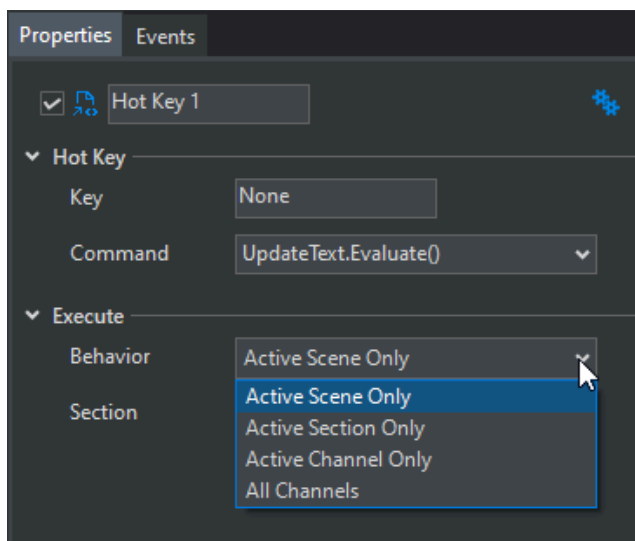 Properties Events
Hot Key 1
Hot Key
Key None
Command UpdateText.Evaluate()
Execute
Behavior Active Scene Only
Section Active Scene Only
Active Section Only
Active Channel Only
All Channels